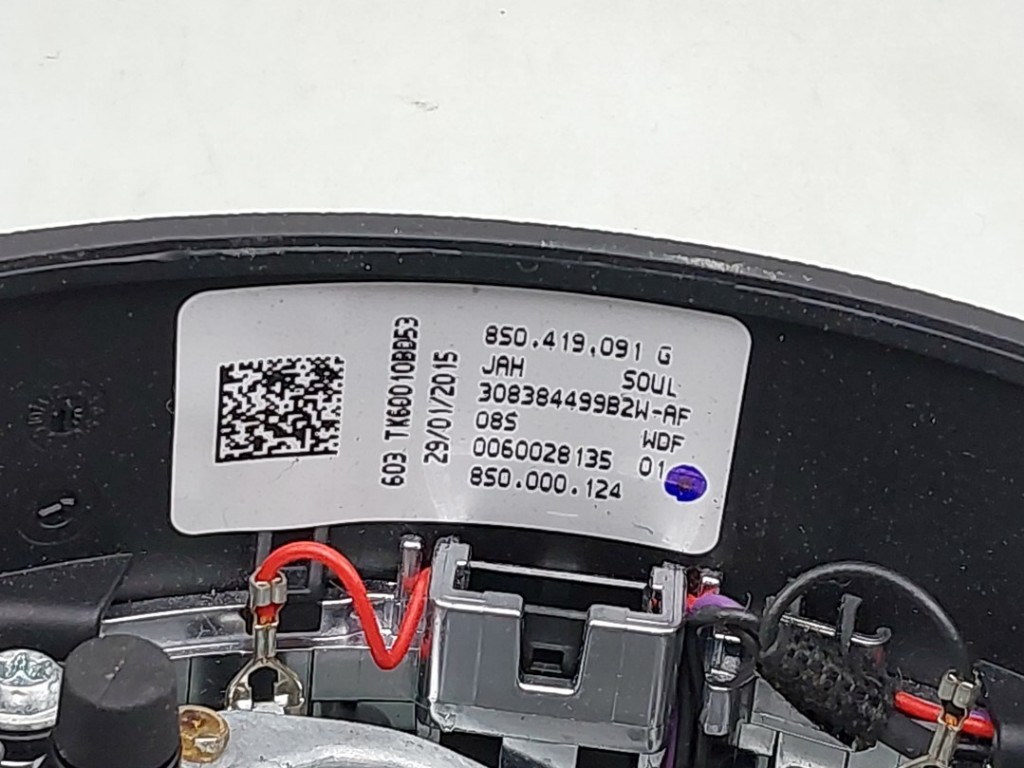 603 TK60010BD53
29/01/2015
8S0.419.091 G
JAH SOUL
308384499B2W-AF
08S WDF
0060028135 01
8S0.000.124